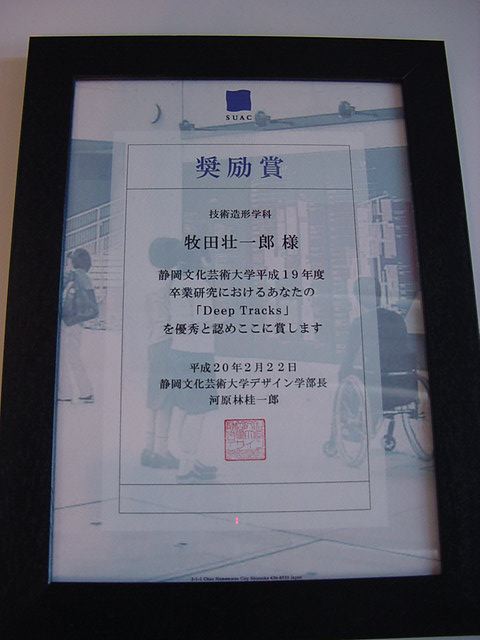 SUAC
奨励賞
技術造形学科
牧田壮一郎 様
静岡文化芸術大学平成19年度
卒業研究におけるあなたの
「Deep Tracks」
を優秀と認めここに賞します
平成20年2月22日
静岡文化芸術大学デザイン学部長
河原林桂一郎